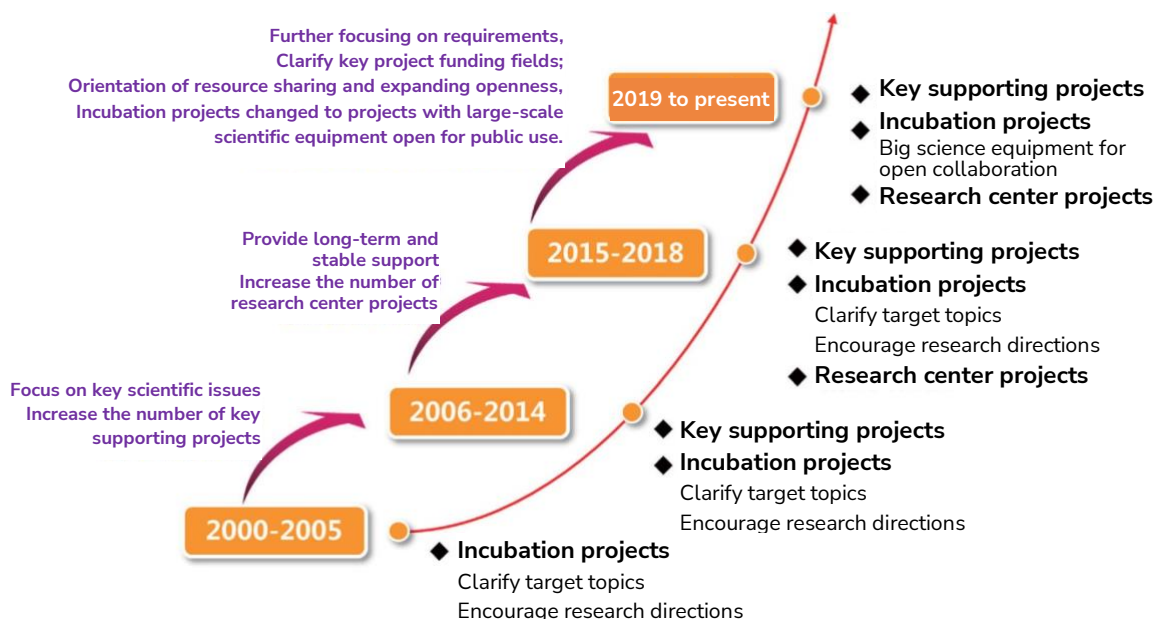 Further focusing on requirements,
Clarify key project funding fields;
Orientation of resource sharing and expanding openness,
Incubation projects changed to projects with large-scale
scientific equipment open for public use.
2019 to present
◆ Key supporting projects
◆ Incubation projects
Big science equipment for
open collaboration
◆ Research center projects
Provide long-term and
stable support
Increase the number of
research center projects
2015-2018
◆ Key supporting projects
◆ Incubation projects
Clarify target topics
Encourage research directions
◆ Research center projects
Focus on key scientific issues
Increase the number of key
supporting projects
2006-2014
◆ Key supporting projects
◆ Incubation projects
Clarify target topics
Encourage research directions
2000-2005
◆ Incubation projects
Clarify target topics
Encourage research directions